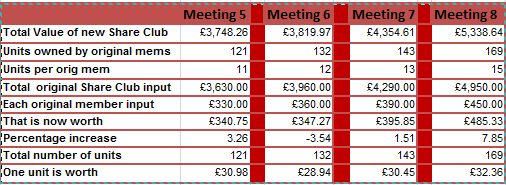 Meeting 5 Meeting 6 Meeting 7 Meeting 8
Total Value of new Share Club £3,748.26 £3,819.97 £4,354.61 £5,338.64
Units owned by original mems 121 132 143 169
Units per orig mem 11 12 13 15
Total original Share Club input £3,630.00 £3,960.00 £4,290.00 £4,950.00
Each original member input £330.00 £360.00 £390.00 £450.00
That is now worth £340.75 £347.27 £395.85 £485.33
Percentage increase 3.26 -3.54 1.51 7.85
Total number of units 121 132 143 169
One unit is worth £30.98 £28.94 £30.45 £32.36